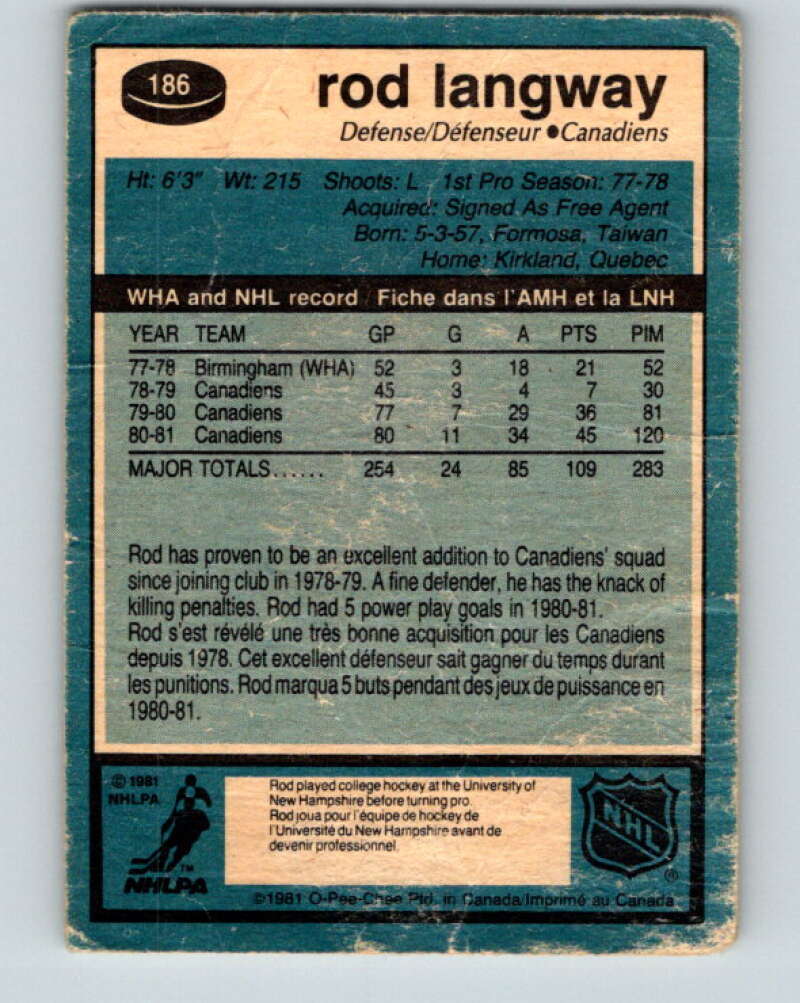 186
rod langway
Defense/Défenseur ●Canadiens
Ht: 6'3" Wt: 215 Shoots: L 1st Pro Season: 77-78
Acquired: Signed As Free Agent
Born: 5-3-57, Formosa, Taiwan
Home: Kirkland, Quebec
WHA and NHL record / Fiche dans l'AMH et la LNH
YEAR TEAM GP G A PTS PIM
77-78 Birmingham (WHA) 52 3 18 21 52
78-79 Canadiens 45 3 4 7 30
79-80 Canadiens 77 7 29 36 81
80-81 Canadiens 80 11 34 45 120
MAJOR TOTALS...... 254 24 85 109 283
Rod has proven to be an excellent addition to Canadiens' squad
since joining club in 1978-79. A fine defender, he has the knack of
killing penalties. Rod had 5 power play goals in 1980-81.
Rod s'est révélé une très bonne acquisition pour les Canadiens
depuis 1978. Cet excellent défenseur sait gagner du temps durant
les punitions. Rod marqua 5 buts pendant des jeux de puissance en
1980-81.
© 1981
NHLPA
TM
NHLPA
Rod played college hockey at the University of
New Hampshire before turning pro.
Rod joua pour l'équipe de hockey de
l'Université du New Hampshire avant de
devenir professionnel.
NHL
®
©1981 O-Pee-Chee Ptd. in Canada/Imprimé au Canada